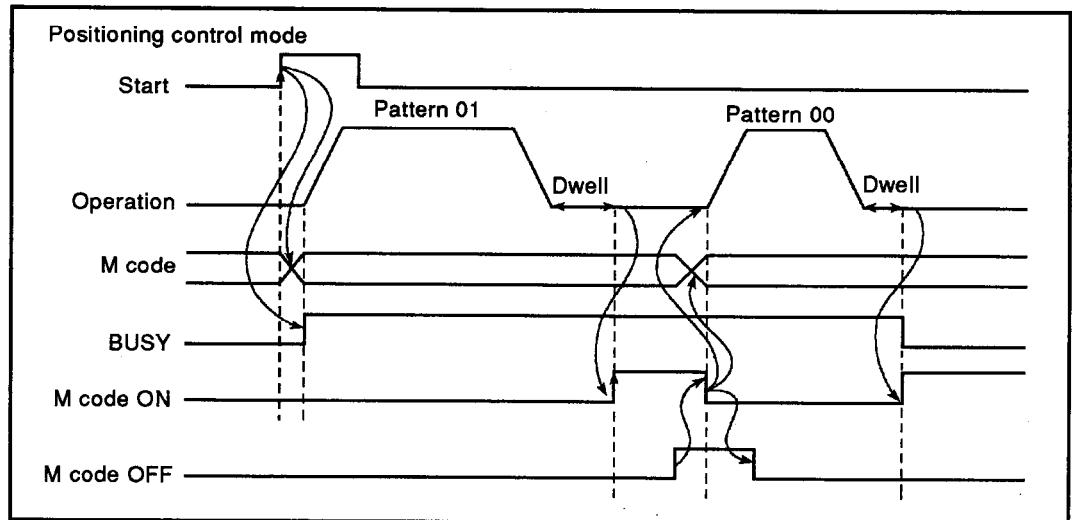 Positioning control mode
Start
Pattern 01
Pattern 00
Operation
Dwell
Dwell
M code
BUSY
M code ON
M code OFF